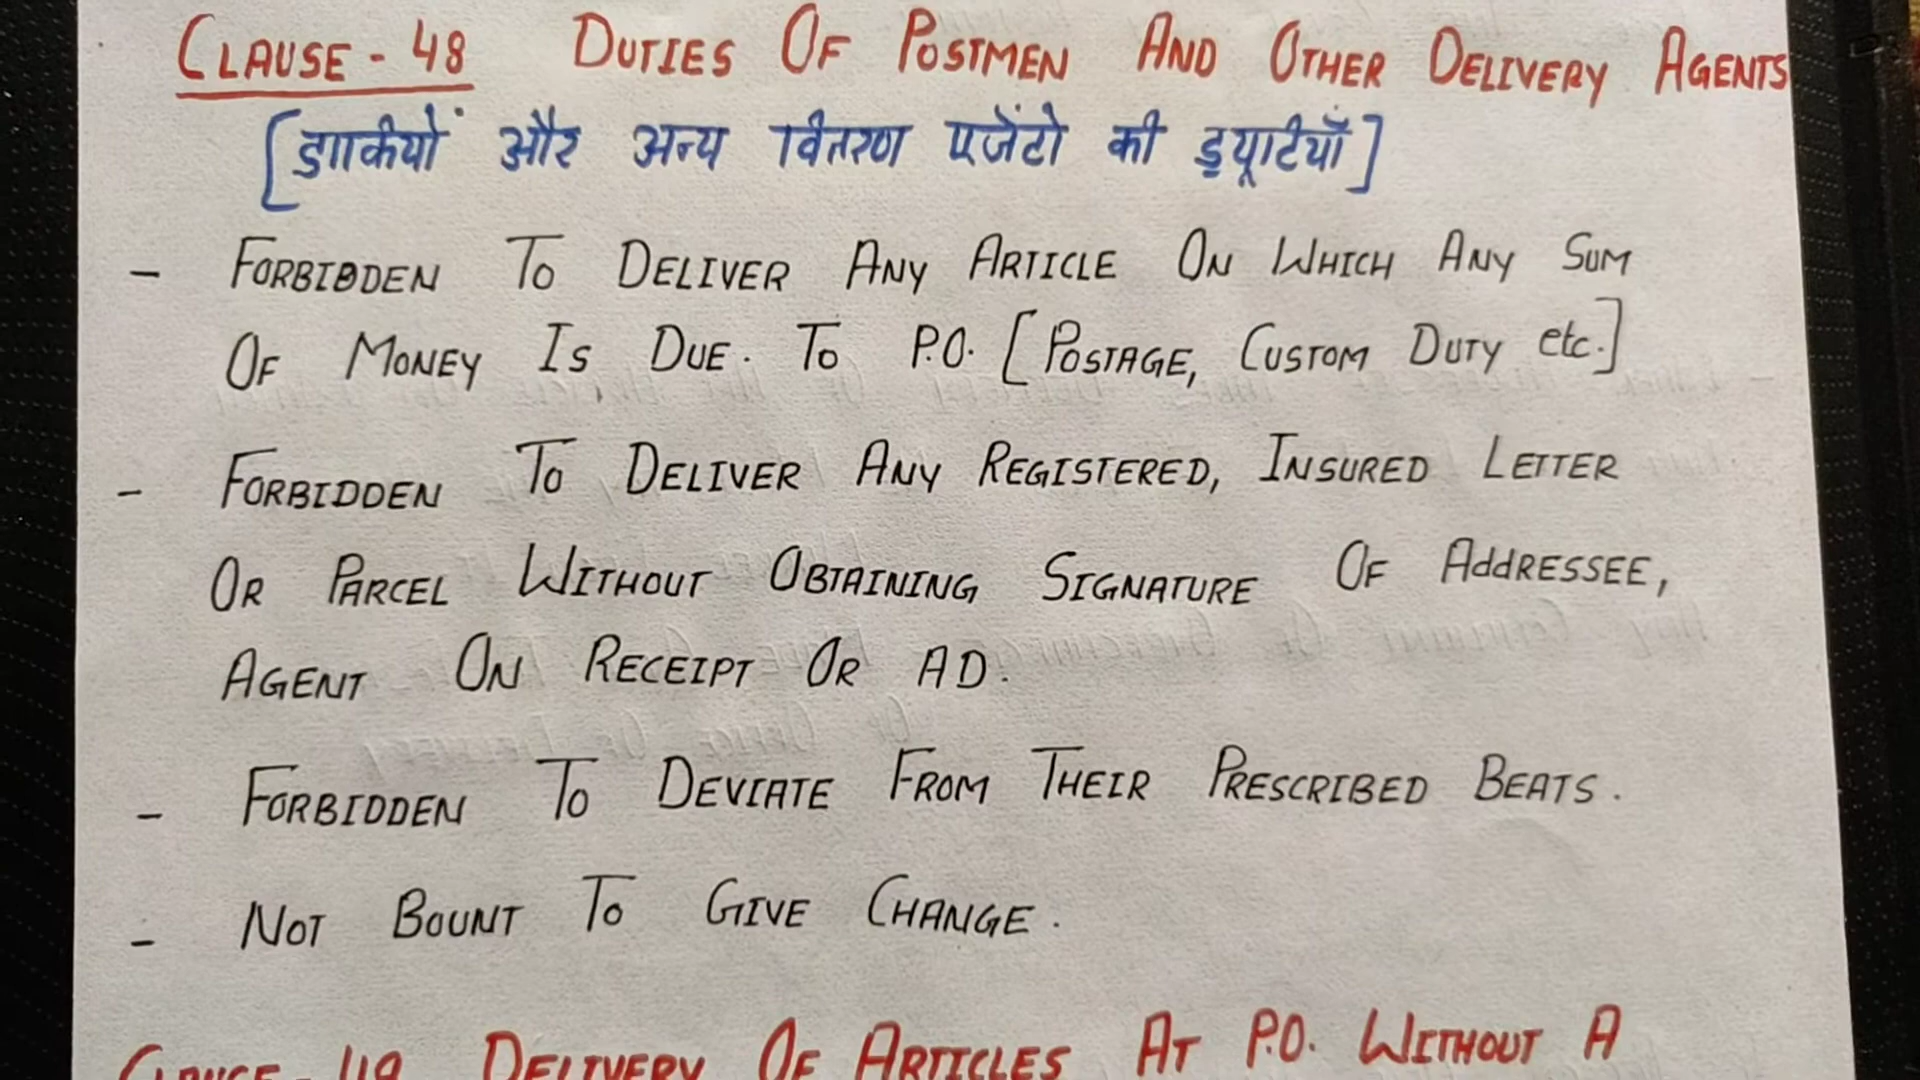 CLAUSE - 48 DUTIES OF POSTMEN AND OTHER DELIVERY AGENTS
[डाकीयों और अन्य वितरण एजेंटो की ड्यूटीयाँ]
- FORBIDDEN TO DELIVER ANY ARTICLE ON WHICH ANY SUM
OF MONEY IS DUE. TO P.O. [POSTAGE, CUSTOM DUTY etc.]
- FORBIDDEN TO DELIVER ANY REGISTERED, INSURED LETTER
OR PARCEL WITHOUT OBTAINING SIGNATURE OF ADDRESSEE,
AGENT ON RECEIPT OR AD.
- FORBIDDEN TO DEVIATE FROM THEIR PRESCRIBED BEATS.
- NOT BOUNT TO GIVE CHANGE.
CLAUSE - 49 DELIVERY OF ARTICLES AT P.O. WITHOUT A